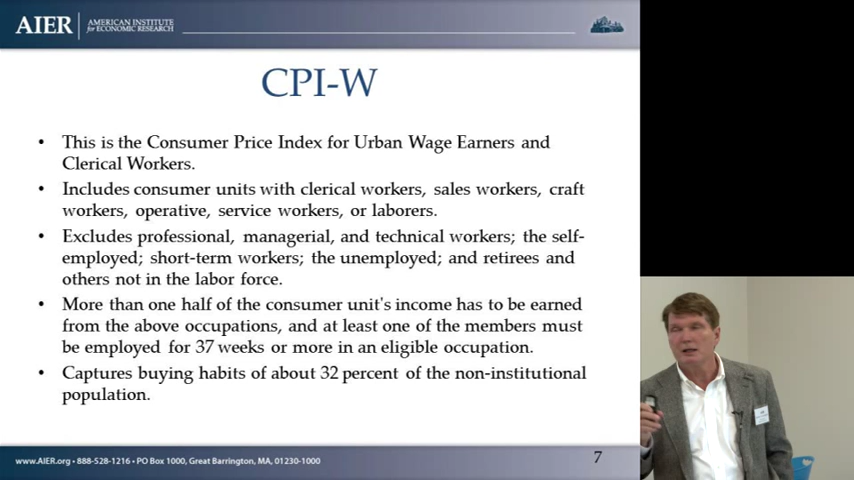 AIER
AMERICAN INSTITUTE
for ECONOMIC RESEARCH
CPI-W
• This is the Consumer Price Index for Urban Wage Earners and
Clerical Workers.
• Includes consumer units with clerical workers, sales workers, craft
workers, operative, service workers, or laborers.
• Excludes professional, managerial, and technical workers; the self-
employed; short-term workers; the unemployed; and retirees and
others not in the labor force.
• More than one half of the consumer unit's income has to be earned
from the above occupations, and at least one of the members must
be employed for 37 weeks or more in an eligible occupation.
• Captures buying habits of about 32 percent of the non-institutional
population.
www.AIER.org • 888-528-1216 • PO Box 1000, Great Barrington, MA, 01230-1000
7